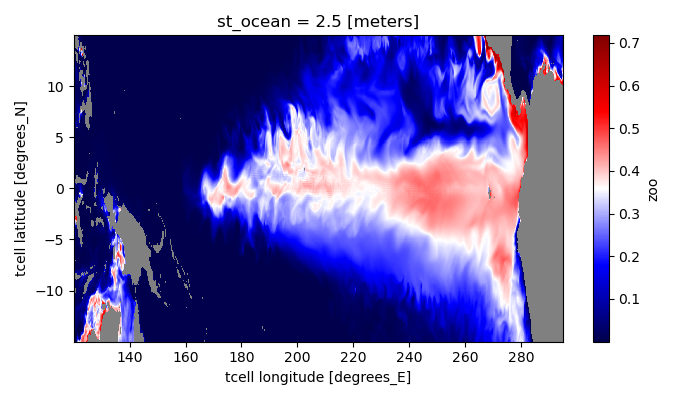 st_ocean = 2.5 [meters]
tcell latitude [degrees_N]
10
5
0
−5
−10
140 160 180 200 220 240 260 280
tcell longitude [degrees_E]
0.7
0.6
0.5
0.4
0.3
0.2
0.1
zoo